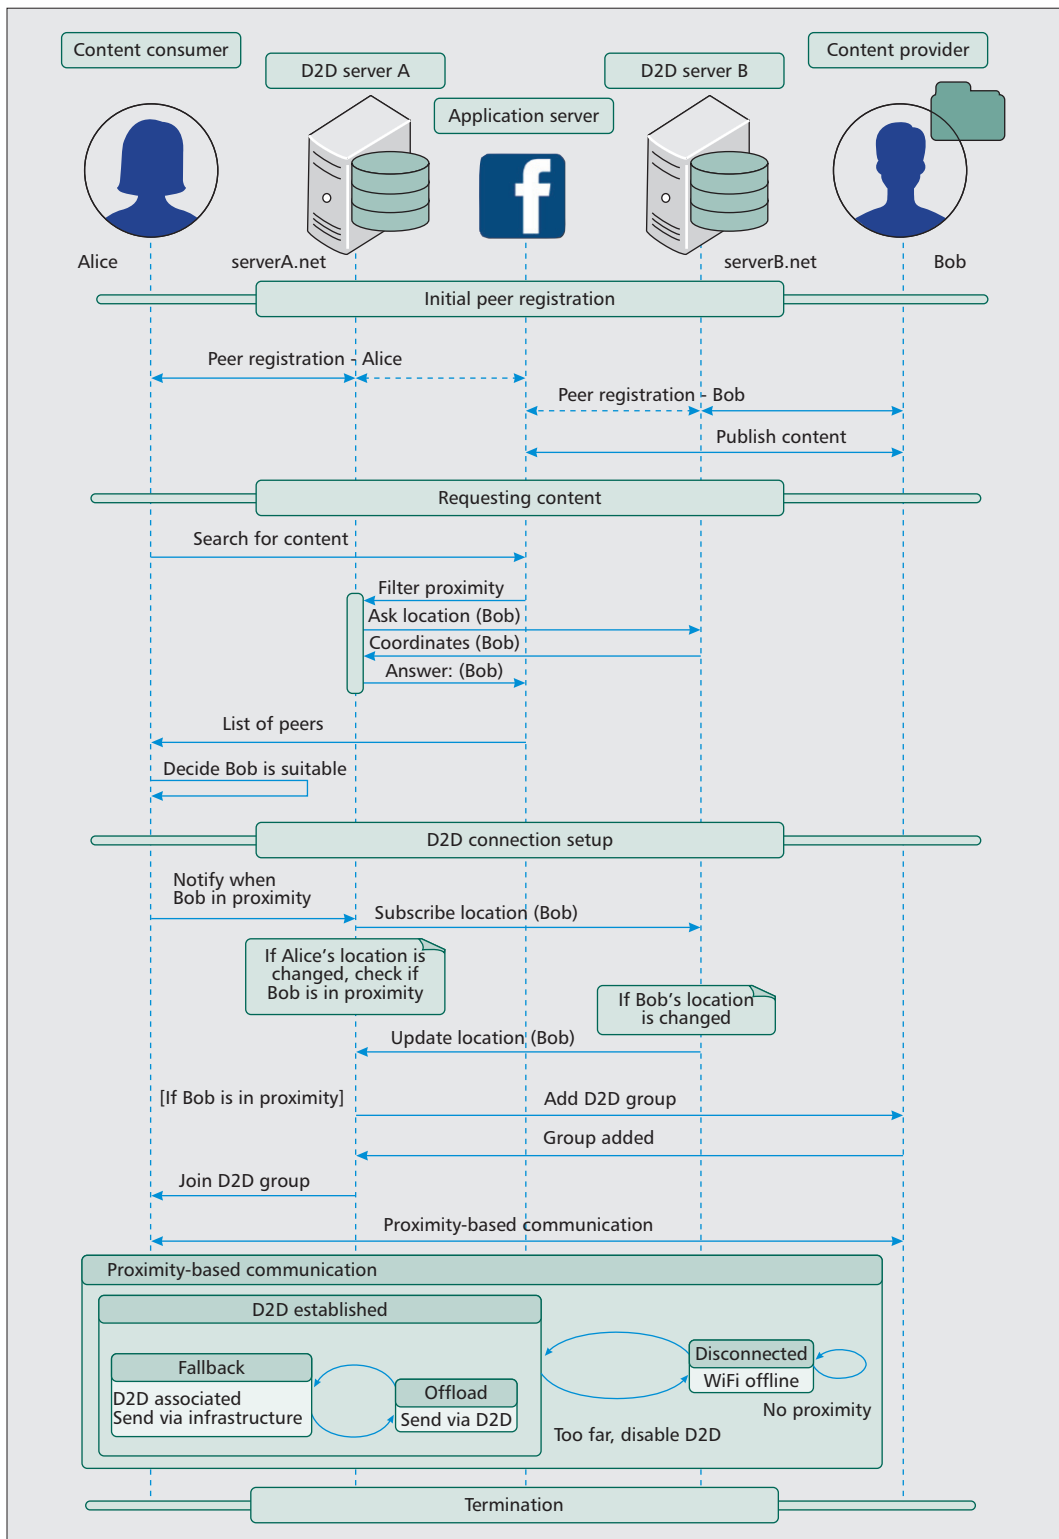 Content consumer
D2D server A
D2D server B
Content provider
Application server
f
Alice
serverA.net
serverB.net
Bob
Initial peer registration
Peer registration - Alice
Peer registration - Bob
Publish content
Requesting content
Search for content
Filter proximity
Ask location (Bob)
Coordinates (Bob)
Answer: (Bob)
List of peers
Decide Bob is suitable
D2D connection setup
Notify when
Bob in proximity
Subscribe location (Bob)
If Alice's location is
changed, check if
Bob is in proximity
If Bob's location
is changed
Update location (Bob)
[If Bob is in proximity]
Add D2D group
Group added
Join D2D group
Proximity-based communication
Proximity-based communication
D2D established
Fallback
D2D associated
Send via infrastructure
Offload
Send via D2D
Disconnected
WiFi offline
No proximity
Too far, disable D2D
Termination